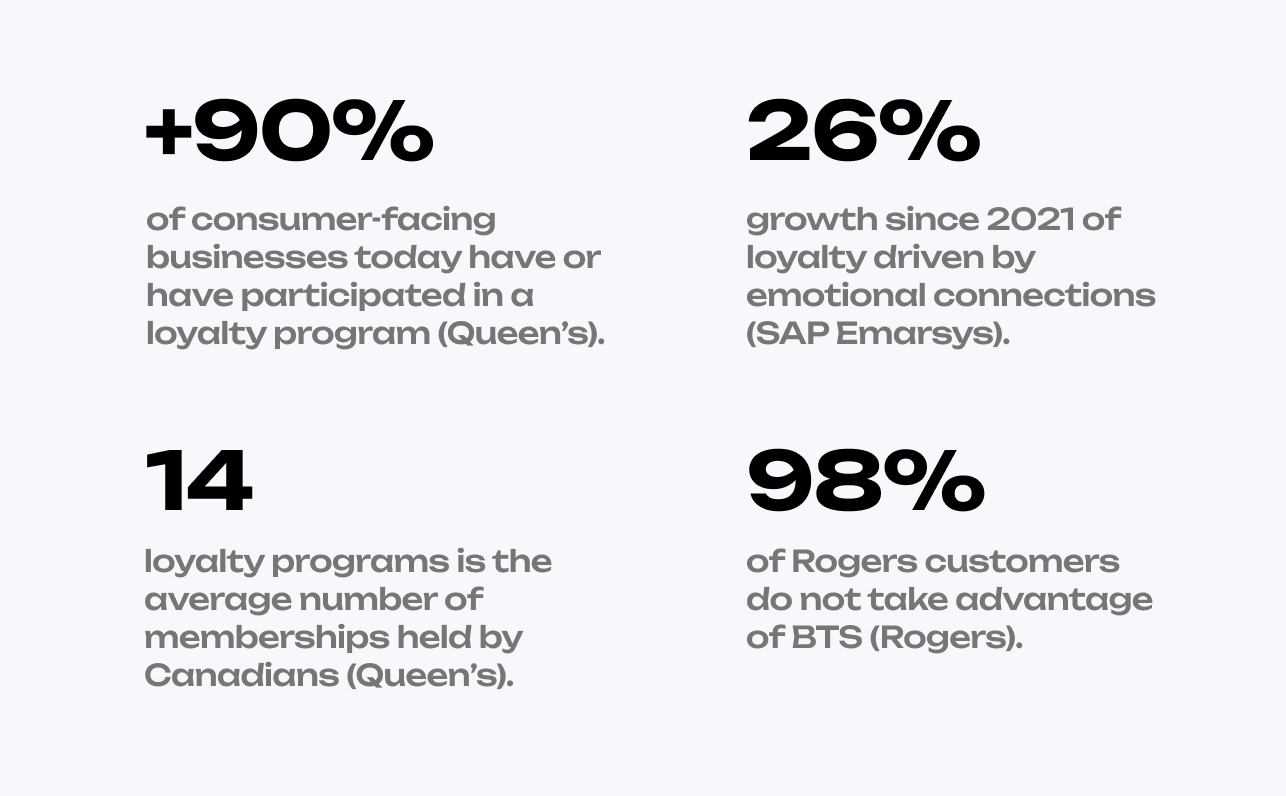 +90%
of consumer-facing
businesses today have or
have participated in a
loyalty program (Queen’s).
26%
growth since 2021 of
loyalty driven by
emotional connections
(SAP Emarsys).
14
loyalty programs is the
average number of
memberships held by
Canadians (Queen’s).
98%
of Rogers customers
do not take advantage
of BTS (Rogers).